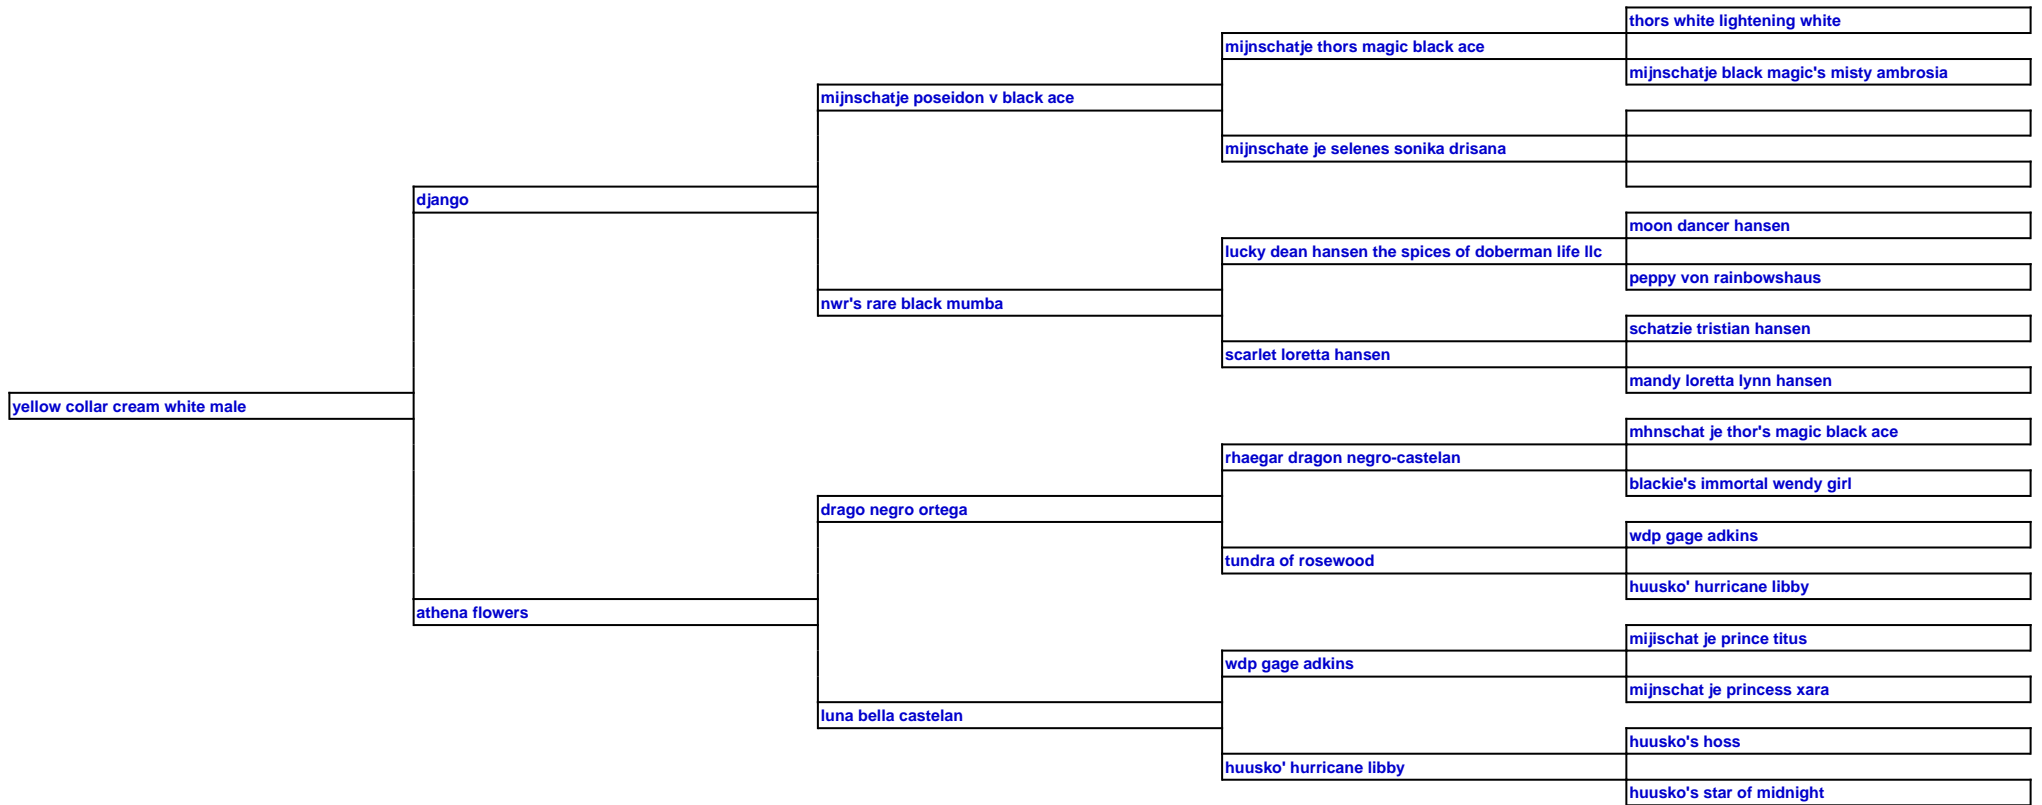 thors white lightening white
mijnschatje thors magic black ace
mijnschatje black magic's misty ambrosia
mijnschatje poseidon v black ace
mijnschate je selenes sonika drisana
django
moon dancer hansen
lucky dean hansen the spices of doberman life llc
peppy von rainbowshaus
nwr's rare black mumba
schatzie tristian hansen
scarlet loretta hansen
mandy loretta lynn hansen
yellow collar cream white male
mhnschat je thor's magic black ace
rhaegar dragon negro-castelan
blackie's immortal wendy girl
drago negro ortega
wdp gage adkins
tundra of rosewood
huusko' hurricane libby
athena flowers
mijischat je prince titus
wdp gage adkins
mijnschat je princess xara
luna bella castelan
huusko's hoss
huusko' hurricane libby
huusko's star of midnight